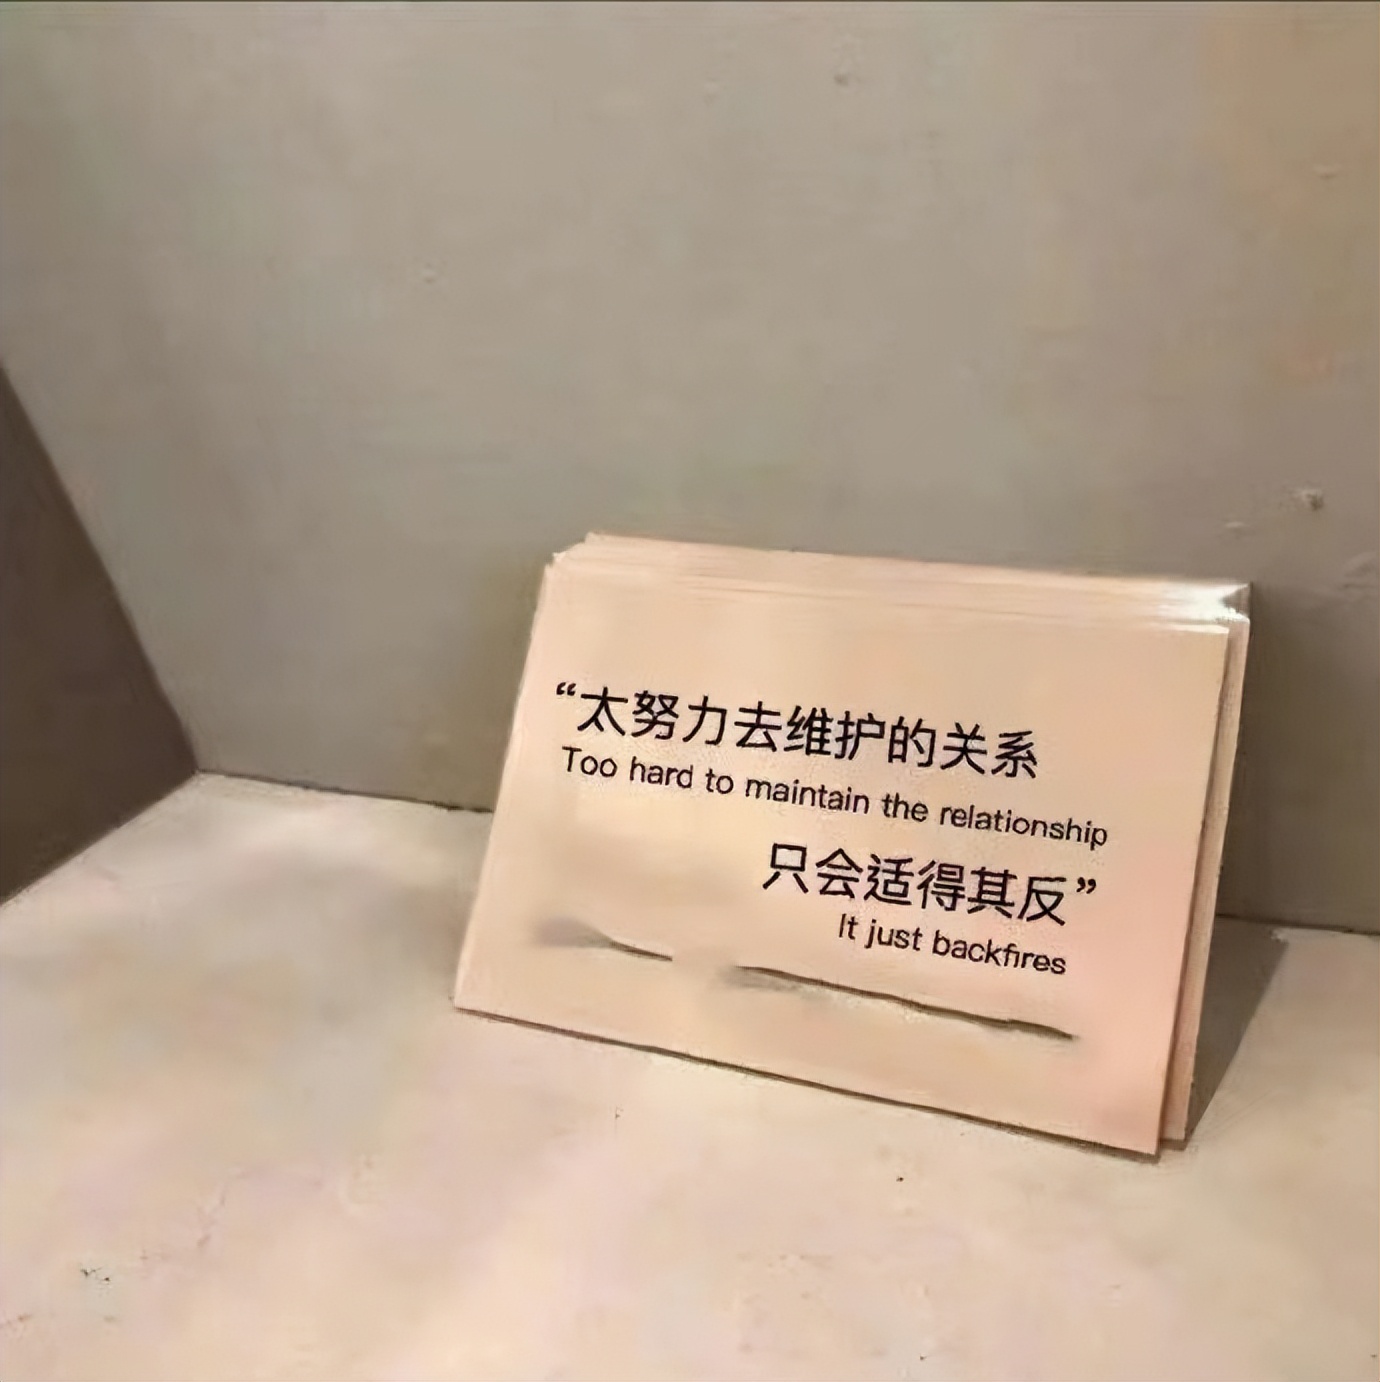 “太努力去维护的关系
Too hard to maintain the relationship
只会适得其反”
It just backfires